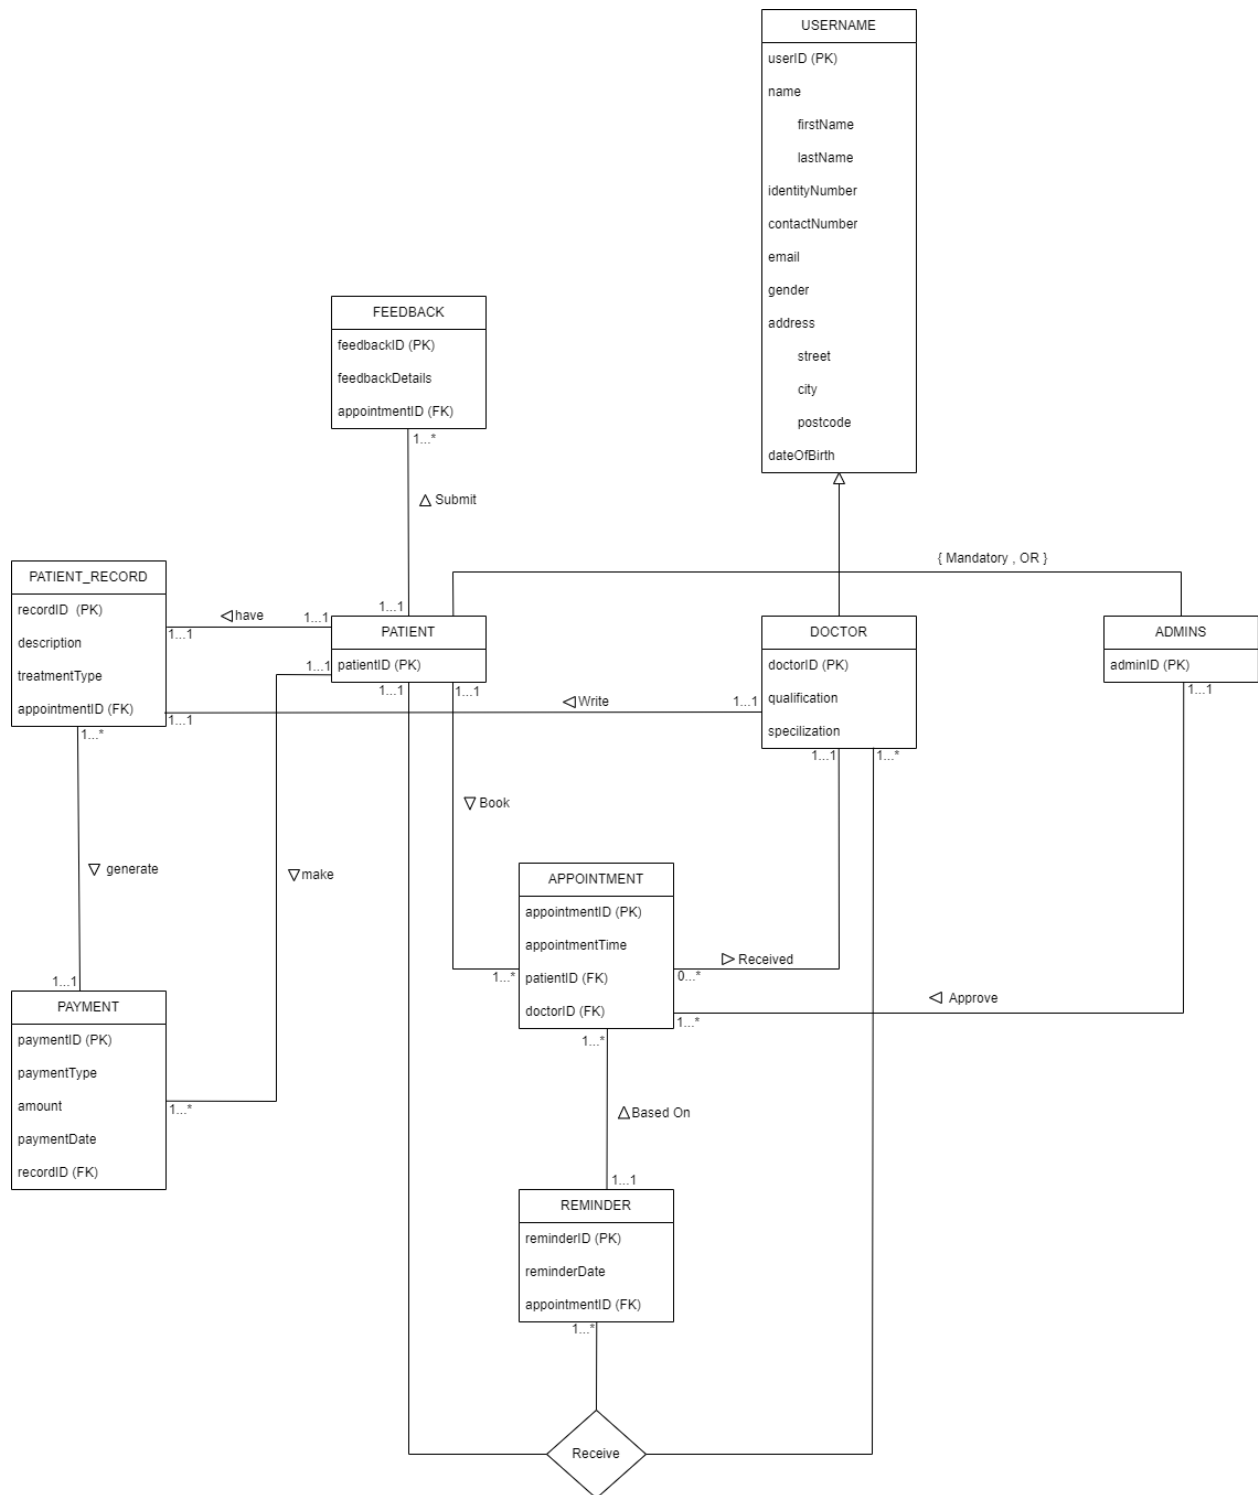 USERNAME
userID (PK)
name
firstName
lastName
identityNumber
contactNumber
email
gender
address
street
city
postcode
dateOfBirth
FEEDBACK
feedbackID (PK)
feedbackDetails
appointmentID (FK)
1...*
Submit
1...1
{ Mandatory , OR }
PATIENT_RECORD
recordID (PK)
description
treatmentType
appointmentID (FK)
have
1...1
1...1
PATIENT
patientID (PK)
1...1
1...1
1...1
DOCTOR
doctorID (PK)
qualification
specilization
ADMINS
adminID (PK)
1...1
Write
1...1
1...1
1...*
1...1
1...*
Book
generate
make
APPOINTMENT
appointmentID (PK)
appointmentTime
patientID (FK)
doctorID (FK)
Received
1...*
0...*
Approve
1...*
1...*
1...1
PAYMENT
paymentID (PK)
paymentType
amount
paymentDate
recordID (FK)
1...*
Based On
1...1
REMINDER
reminderID (PK)
reminderDate
appointmentID (FK)
1...*
Receive